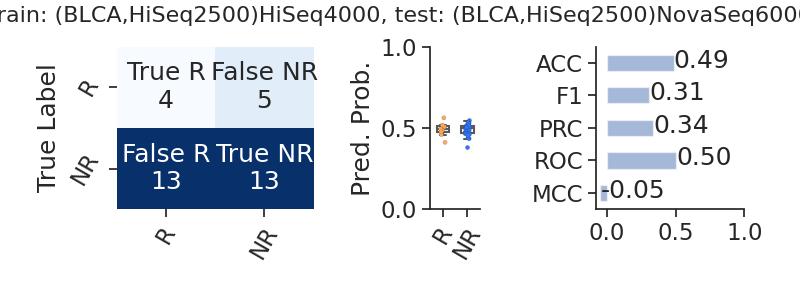 rain: (BLCA,HiSeq2500)HiSeq4000, test: (BLCA,HiSeq2500)NovaSeq600
True Label
R
NR
True R
4
False NR
5
False R
13
True NR
13
R
NR
Pred. Prob.
1.0
0.5
0.0
R
NR
ACC
F1
PRC
ROC
MCC
0.49
0.31
0.34
0.50
-0.05
0.0
0.5
1.0